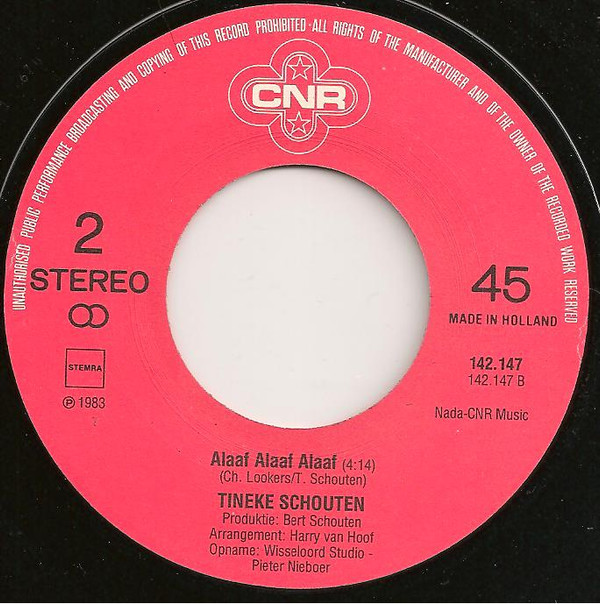 UNAUTHORISED PUBLIC PERFORMANCE BROADCASTING AND COPYING OF THIS RECORD PROHIBITED · ALL RIGHTS OF THE MANUFACTURER AND OF THE OWNER OF THE RECORDED WORK RESERVED
CNR
2
STEREO
45
MADE IN HOLLAND
STEMRA
℗ 1983
142.147
142.147 B
Nada-CNR Music
Alaaf Alaaf Alaaf (4:14)
(Ch. Lookers/T. Schouten)
TINEKE SCHOUTEN
Produktie: Bert Schouten
Arrangement: Harry van Hoof
Opname: Wisseloord Studio -
Pieter Nieboer